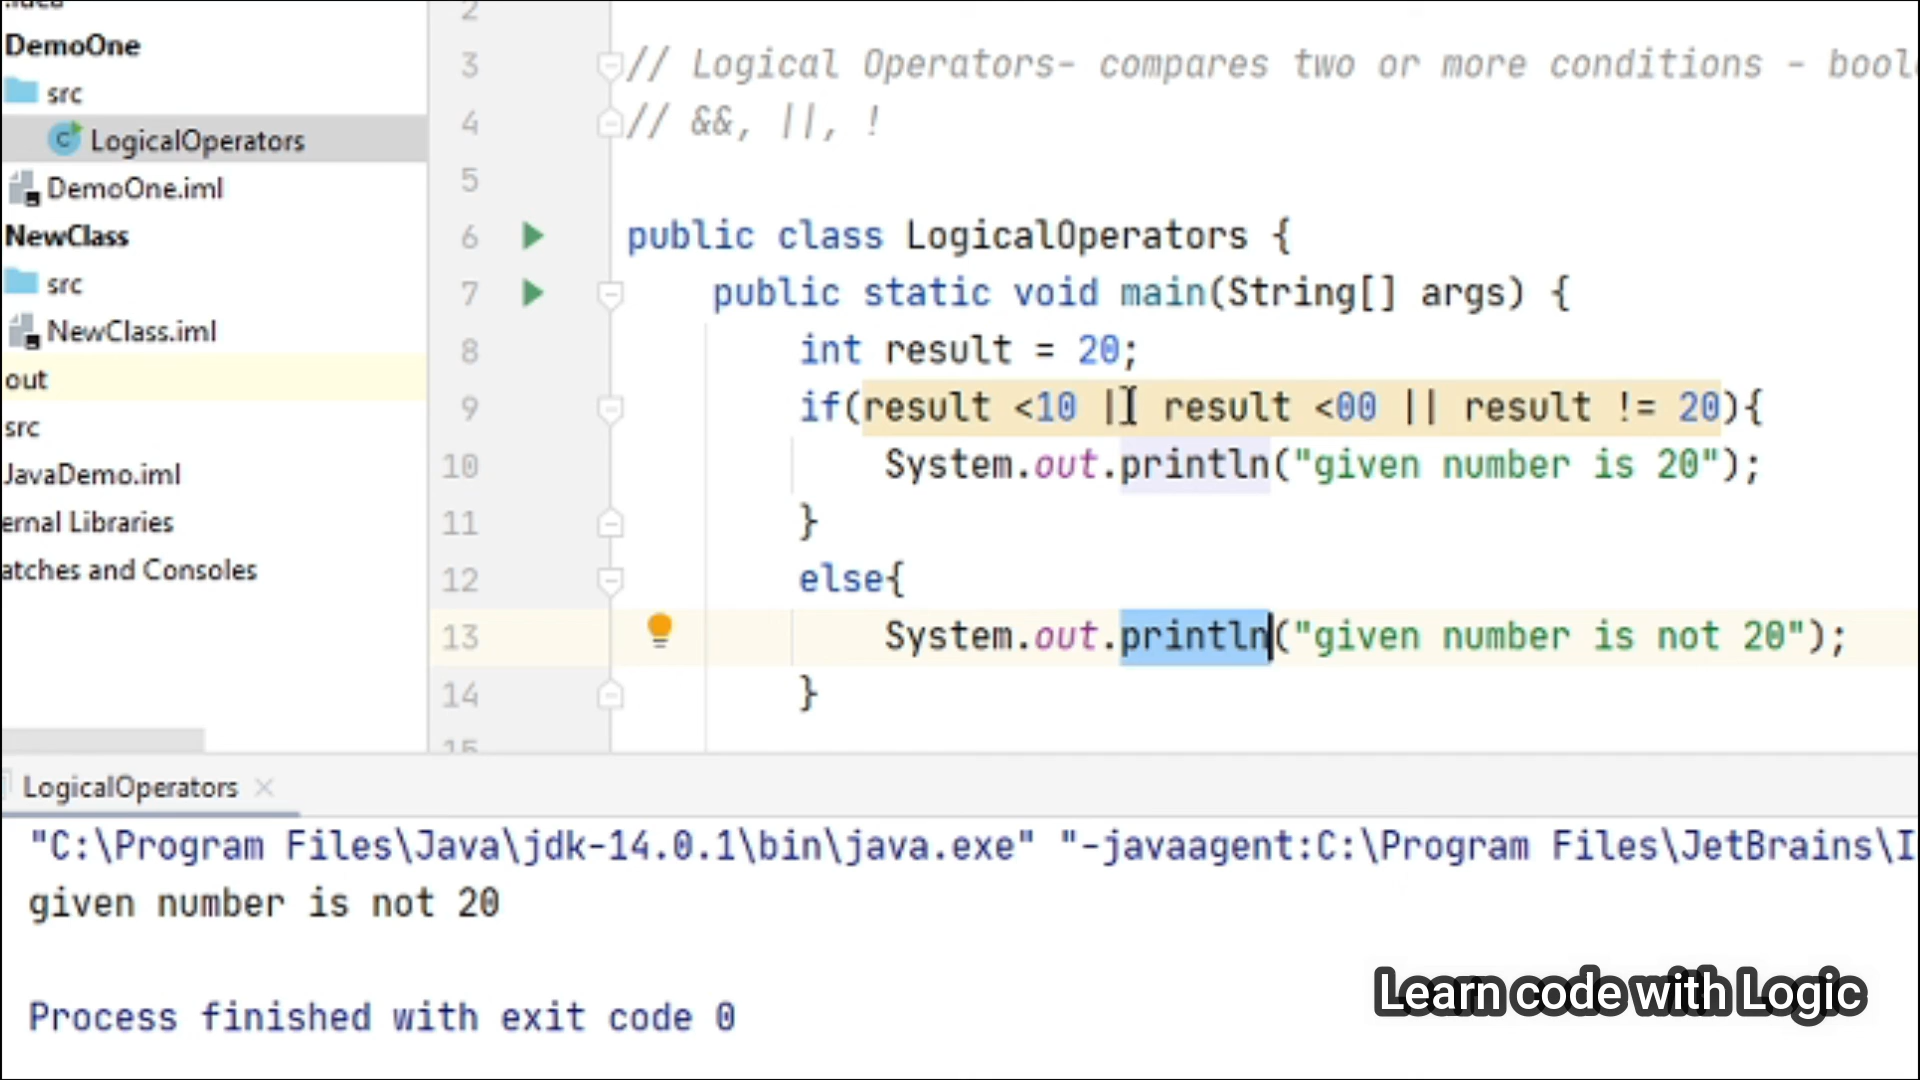 DemoOne
src
LogicalOperators
DemoOne.iml
NewClass
src
NewClass.iml
out
src
JavaDemo.iml
ernal Libraries
atches and Consoles
2
3 // Logical Operators- compares two or more conditions - bool
4 // &&, ||, !
5
6 public class LogicalOperators {
7 public static void main(String[] args) {
8 int result = 20;
9 if(result <10 || result <00 || result != 20){
10 System.out.println("given number is 20");
11 }
12 else{
13 System.out.println("given number is not 20");
14 }
15
LogicalOperators
"C:\Program Files\Java\jdk-14.0.1\bin\java.exe" "-javaagent:C:\Program Files\JetBrains\I
given number is not 20
Process finished with exit code 0
Learn code with Logic